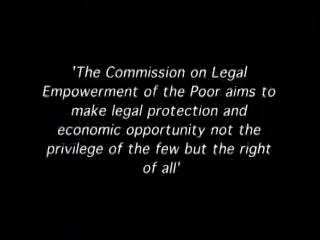 'The Commission on Legal
Empowerment of the Poor aims to
make legal protection and
economic opportunity not the
privilege of the few but the right
of all'